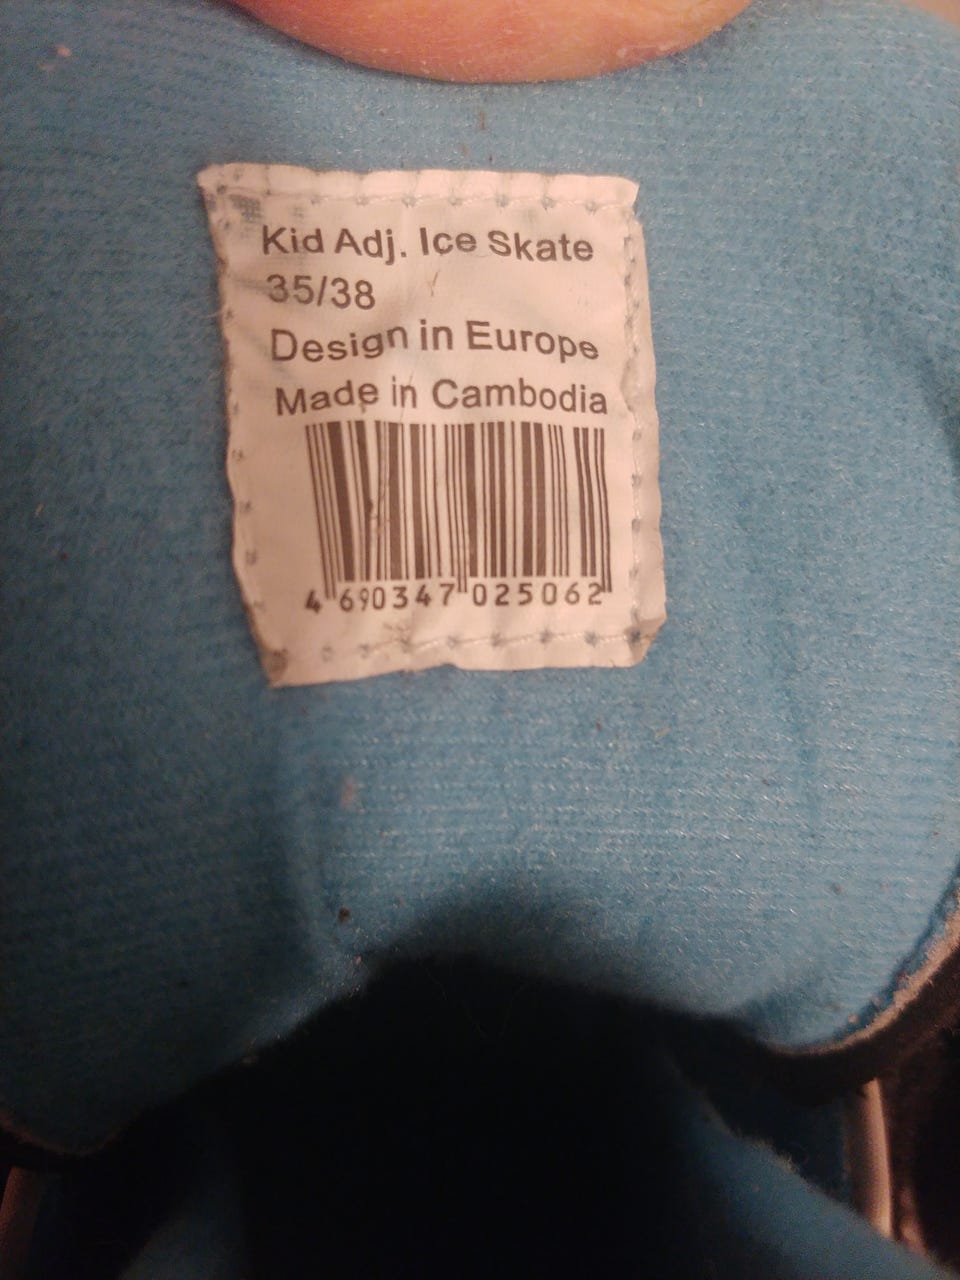 Kid Adj. Ice Skate
35/38
Design in Europe
Made in Cambodia
4 690347 025062